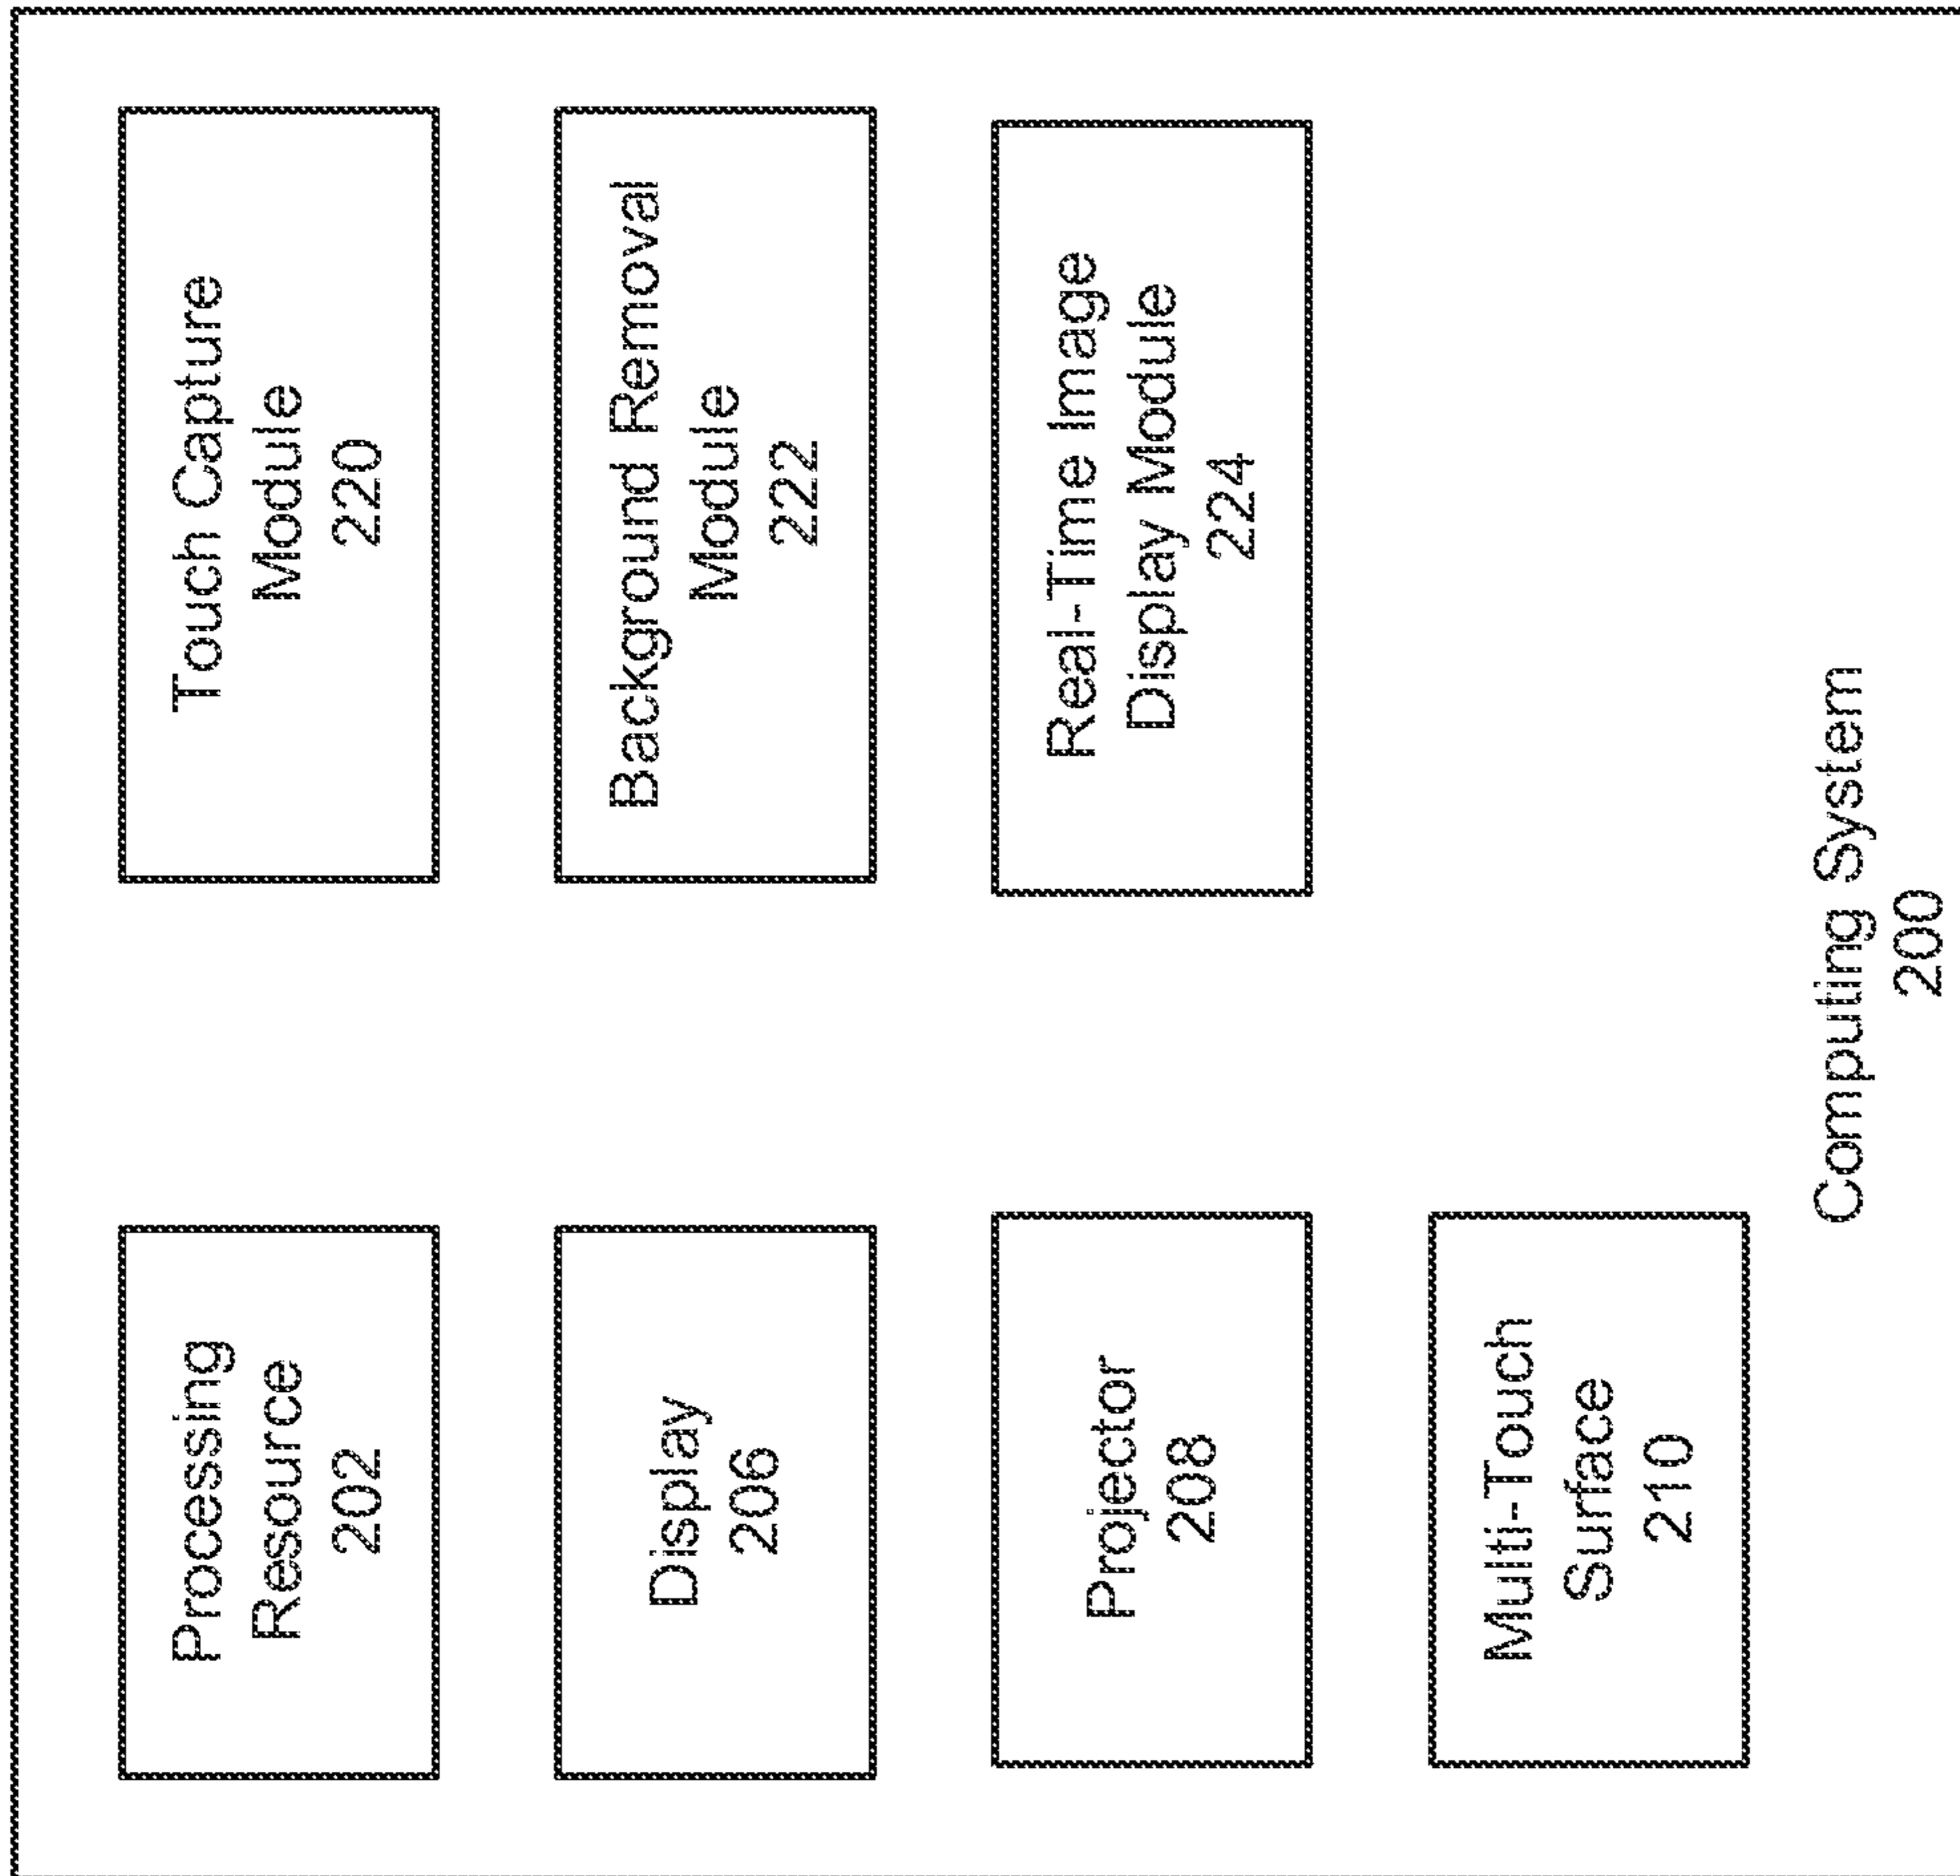 Processing
Resource
202
Display
206
Projector
208
Multi-Touch
Surface
210
Touch Capture
Module
220
Background Removal
Module
222
Real-Time Image
Display Module
224
Computing System
200